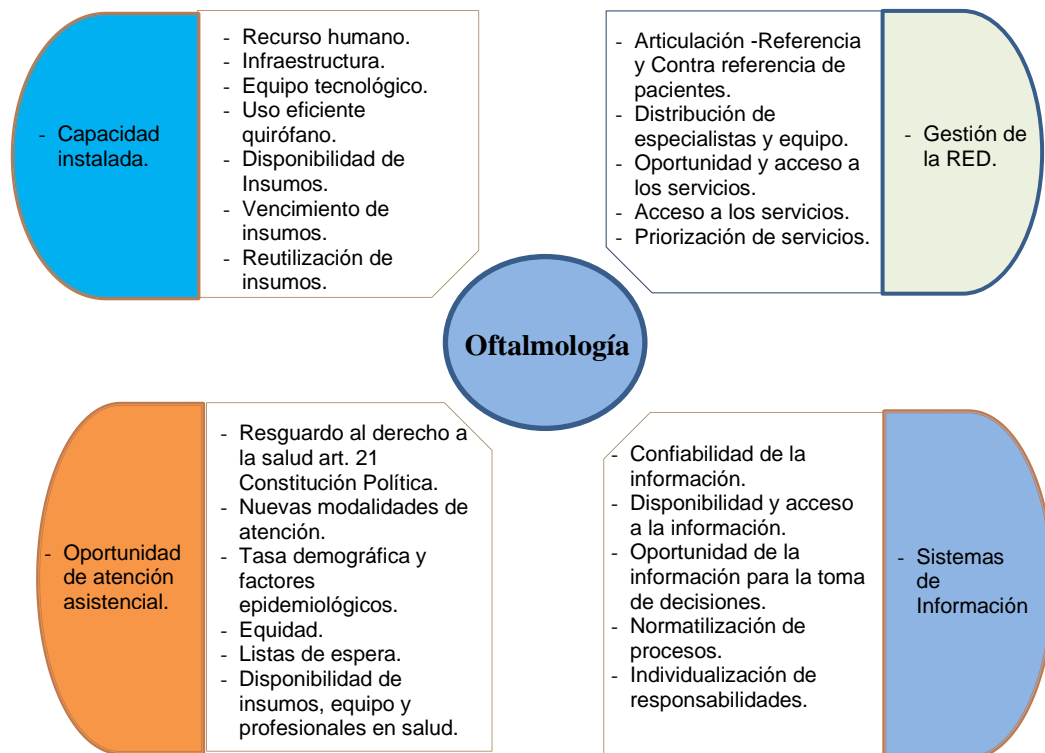 - Capacidad
instalada.
- Recurso humano.
- Infraestructura.
- Equipo tecnológico.
- Uso eficiente
quirófano.
- Disponibilidad de
Insumos.
- Vencimiento de
insumos.
- Reutilización de
insumos.
- Articulación -Referencia
y Contra referencia de
pacientes.
- Distribución de
especialistas y equipo.
- Oportunidad y acceso a
los servicios.
- Acceso a los servicios.
- Priorización de servicios.
- Gestión de
la RED.
Oftalmología
- Oportunidad
de atención
asistencial.
- Resguardo al derecho a
la salud art. 21
Constitución Política.
- Nuevas modalidades de
atención.
- Tasa demográfica y
factores
epidemiológicos.
- Equidad.
- Listas de espera.
- Disponibilidad de
insumos, equipo y
profesionales en salud.
- Confiabilidad de la
información.
- Disponibilidad y acceso
a la información.
- Oportunidad de la
información para la toma
de decisiones.
- Normatilización de
procesos.
- Individualización de
responsabilidades.
- Sistemas
de
Información